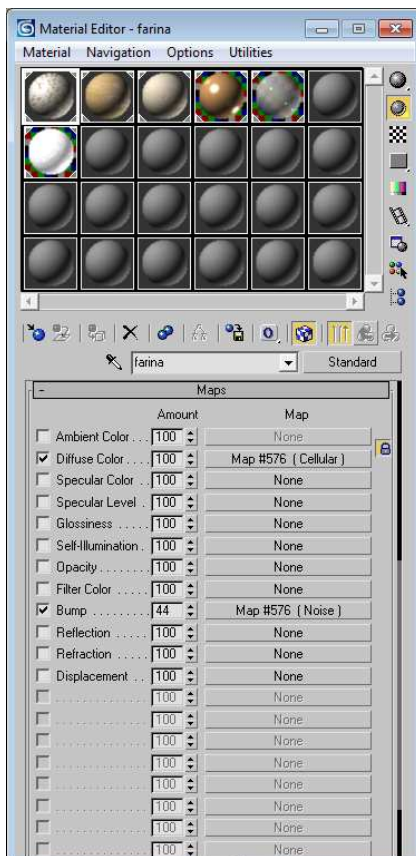 Material Editor - farina
Material Navigation Options Utilities
farina Standard
- Maps
Amount Map
Ambient Color . . . 100 None
Diffuse Color . . . . 100 Map #576 ( Cellular )
Specular Color . . 100 None
Specular Level . 100 None
Glossiness . . . . . 100 None
Self-Illumination . 100 None
Opacity . . . . . . . . 100 None
Filter Color . . . . . 100 None
Bump . . . . . . . . . 44 Map #576 ( Noise )
Reflection . . . . . 100 None
Refraction . . . . . 100 None
Displacement . . 100 None
. . . . . . . . . . . . . . 100 None
. . . . . . . . . . . . . . 100 None
. . . . . . . . . . . . . . 100 None
. . . . . . . . . . . . . . 100 None
. . . . . . . . . . . . . . 100 None
. . . . . . . . . . . . . . 100 None
. . . . . . . . . . . . . . 100 None
. . . . . . . . . . . . . . 100 None